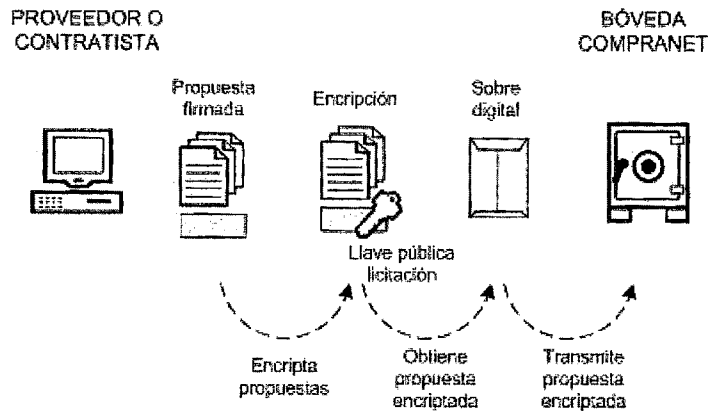 PROVEEDOR O
CONTRATISTA
BÓVEDA
COMPRANET
Propuesta
firmada
Encripción
Sobre
digital
Llave pública
licitación
Encripta
propuestas
Obtiene
propuesta
encriptada
Transmite
propuesta
encriptada